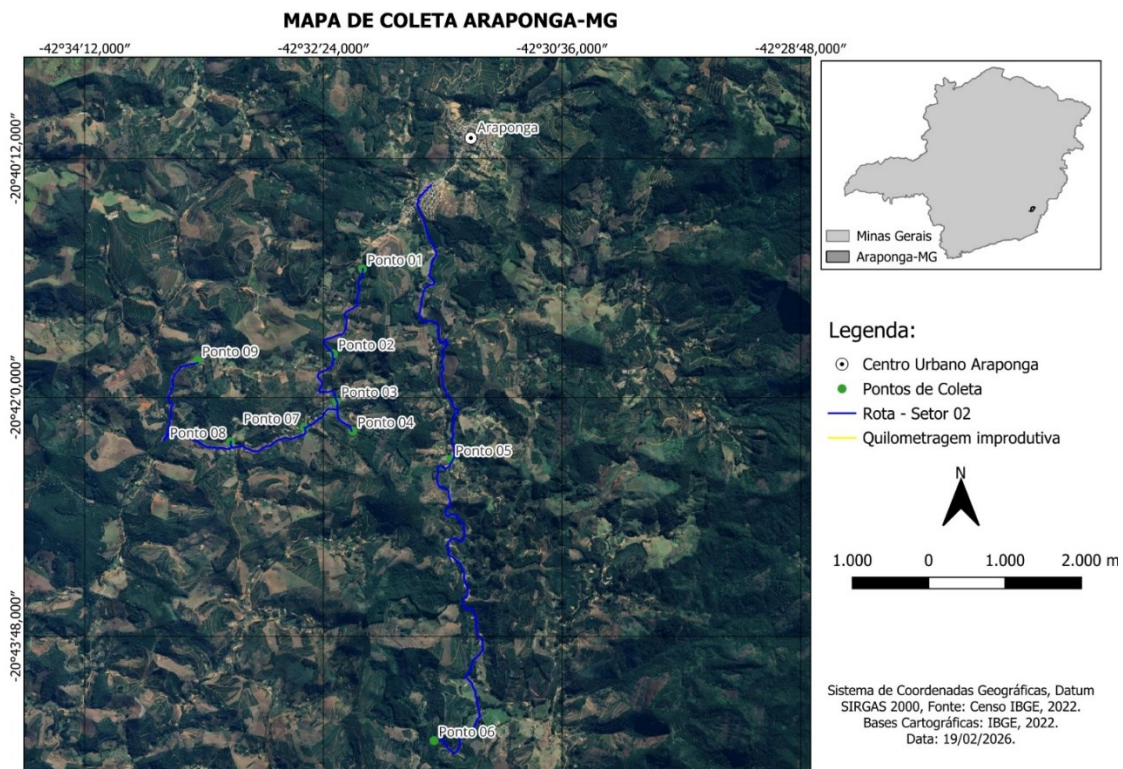 MAPA DE COLETA ARAPONGA-MG
-42°34'12,000" -42°32'24,000" -42°30'36,000" -42°28'48,000"
-20°40'12,000"
-20°42'0,000"
-20°43'48,000"
Araponga
Ponto 01
Ponto 02
Ponto 09
Ponto 03
Ponto 07
Ponto 04
Ponto 08
Ponto 05
Ponto 06
Minas Gerais
Araponga-MG
Legenda:
Centro Urbano Araponga
Pontos de Coleta
Rota - Setor 02
Quilometragem improdutiva
N
1.000 0 1.000 2.000 m
Sistema de Coordenadas Geográficas, Datum
SIRGAS 2000, Fonte: Censo IBGE, 2022.
Bases Cartográficas: IBGE, 2022.
Data: 19/02/2026.